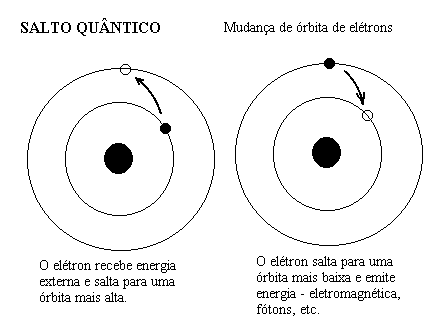 SALTO QUÂNTICO
Mudança de órbita de elétrons
O elétron recebe energia
externa e salta para uma
órbita mais alta.
O elétron salta para uma
órbita mais baixa e emite
energia - eletromagnética,
fótons, etc.